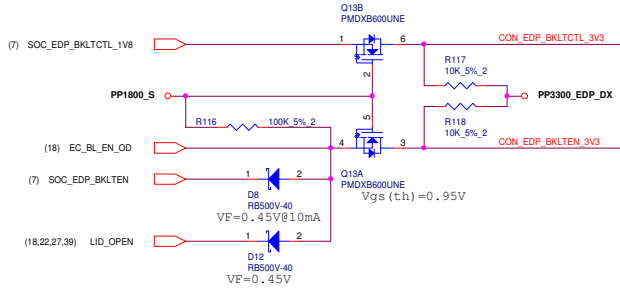 Q13B
PMDXB600UNE
(7) SOC_EDP_BKLTCTL_1V8
1
6
CON_EDP_BKLTCTL_3V3
2
R117
10K_5%_2
PP1800_S
PP3300_EDP_DX
R116
100K_5%_2
5
R118
10K_5%_2
(18) EC_BL_EN_OD
4
3
CON_EDP_BKLTEN_3V3
Q13A
PMDXB600UNE
Vgs(th)=0.95V
(7) SOC_EDP_BKLTEN
1
2
D8
RB500V-40
VF=0.45V@10mA
(18,22,27,39) LID_OPEN
1
2
D12
RB500V-40
VF=0.45V